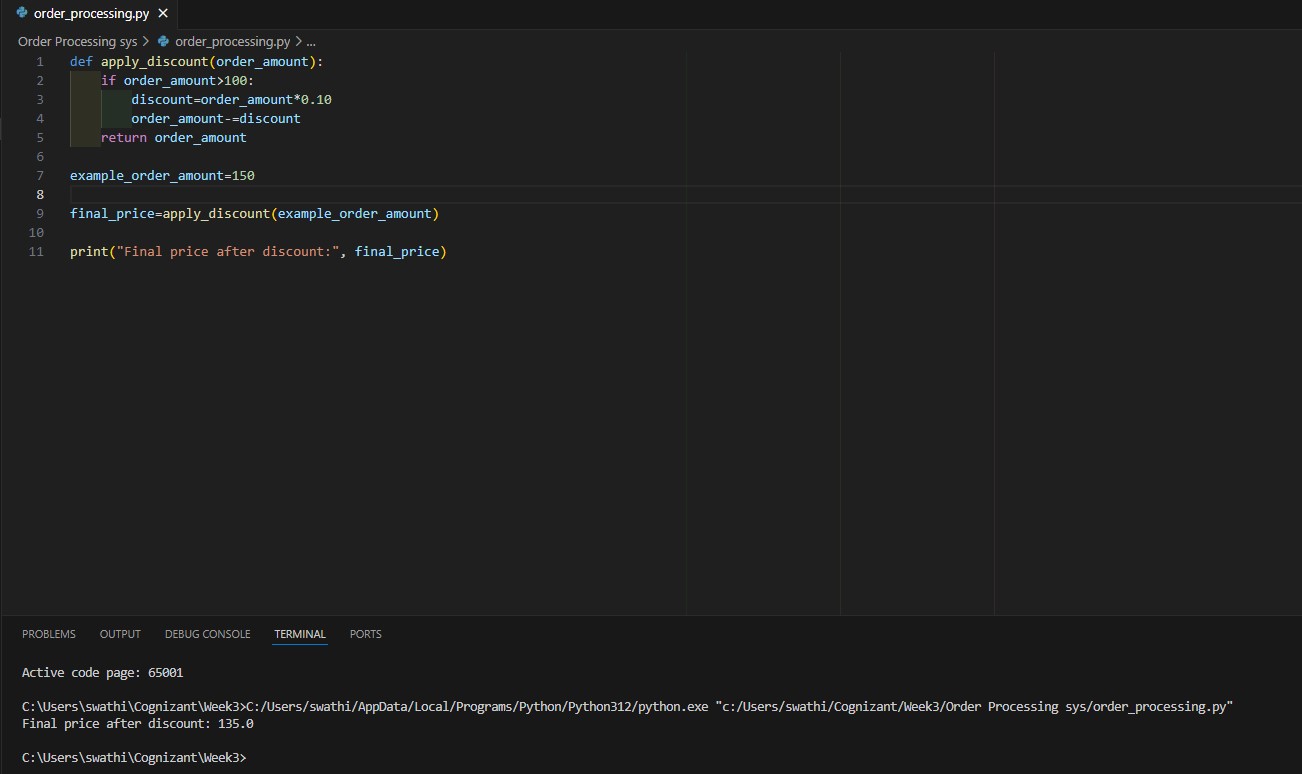 order_processing.py
Order Processing sys > order_processing.py > ...
1 def apply_discount(order_amount):
2     if order_amount>100:
3         discount=order_amount*0.10
4         order_amount-=discount
5     return order_amount
6
7 example_order_amount=150
8
9 final_price=apply_discount(example_order_amount)
10
11 print("Final price after discount:", final_price)
PROBLEMS OUTPUT DEBUG CONSOLE TERMINAL PORTS
Active code page: 65001
C:\Users\swathi\Cognizant\Week3>C:/Users/swathi/AppData/Local/Programs/Python/Python312/python.exe "c:/Users/swathi/Cognizant/Week3/Order Processing sys/order_processing.py"
Final price after discount: 135.0
C:\Users\swathi\Cognizant\Week3>